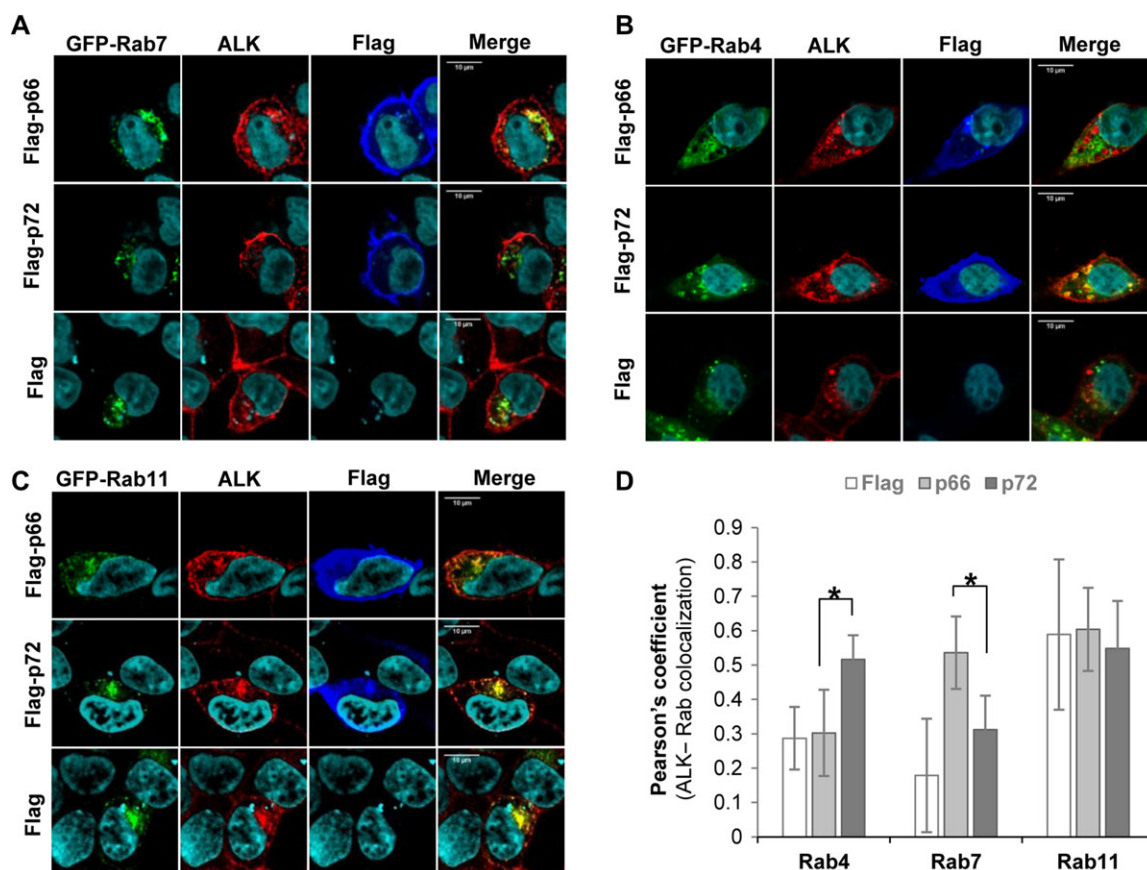 A
GFP-Rab7 ALK Flag Merge
Flag-p66
Flag-p72
Flag
10 µm
10 µm
10 µm
B
GFP-Rab4 ALK Flag Merge
Flag-p66
Flag-p72
Flag
10 µm
10 µm
10 µm
C
GFP-Rab11 ALK Flag Merge
Flag-p66
Flag-p72
Flag
10 µm
10 µm
10 µm
D
Flag p66 p72
Pearson's coefficient
(ALK– Rab colocalization)
0.9
0.8
0.7
0.6
0.5
0.4
0.3
0.2
0.1
0
* *
Rab4 Rab7 Rab11